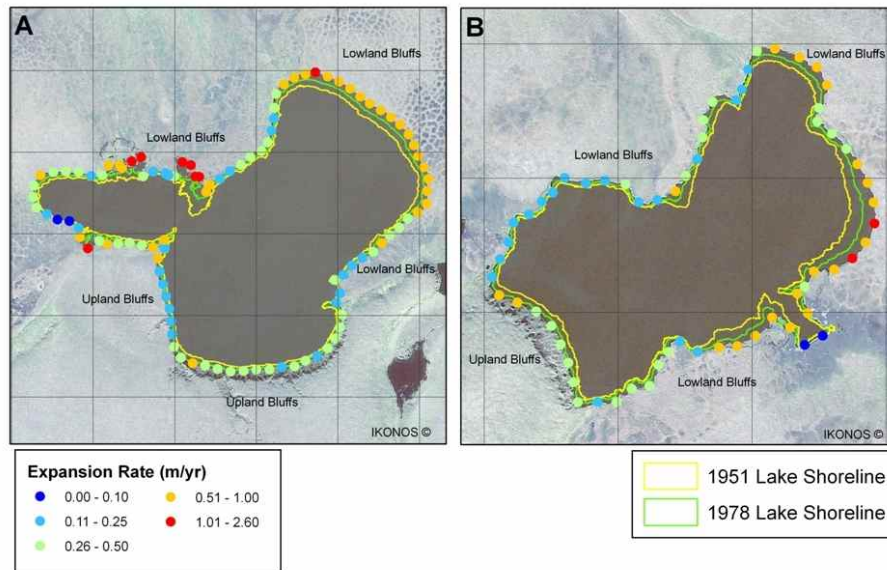 A
Lowland Bluffs
Lowland Bluffs
Lowland Bluffs
Upland Bluffs
Upland Bluffs
IKONOS ©
B
Lowland Bluffs
Lowland Bluffs
Upland Bluffs
Lowland Bluffs
IKONOS ©
Expansion Rate (m/yr)
0.00 - 0.10
0.51 - 1.00
0.11 - 0.25
1.01 - 2.60
0.26 - 0.50
1951 Lake Shoreline
1978 Lake Shoreline